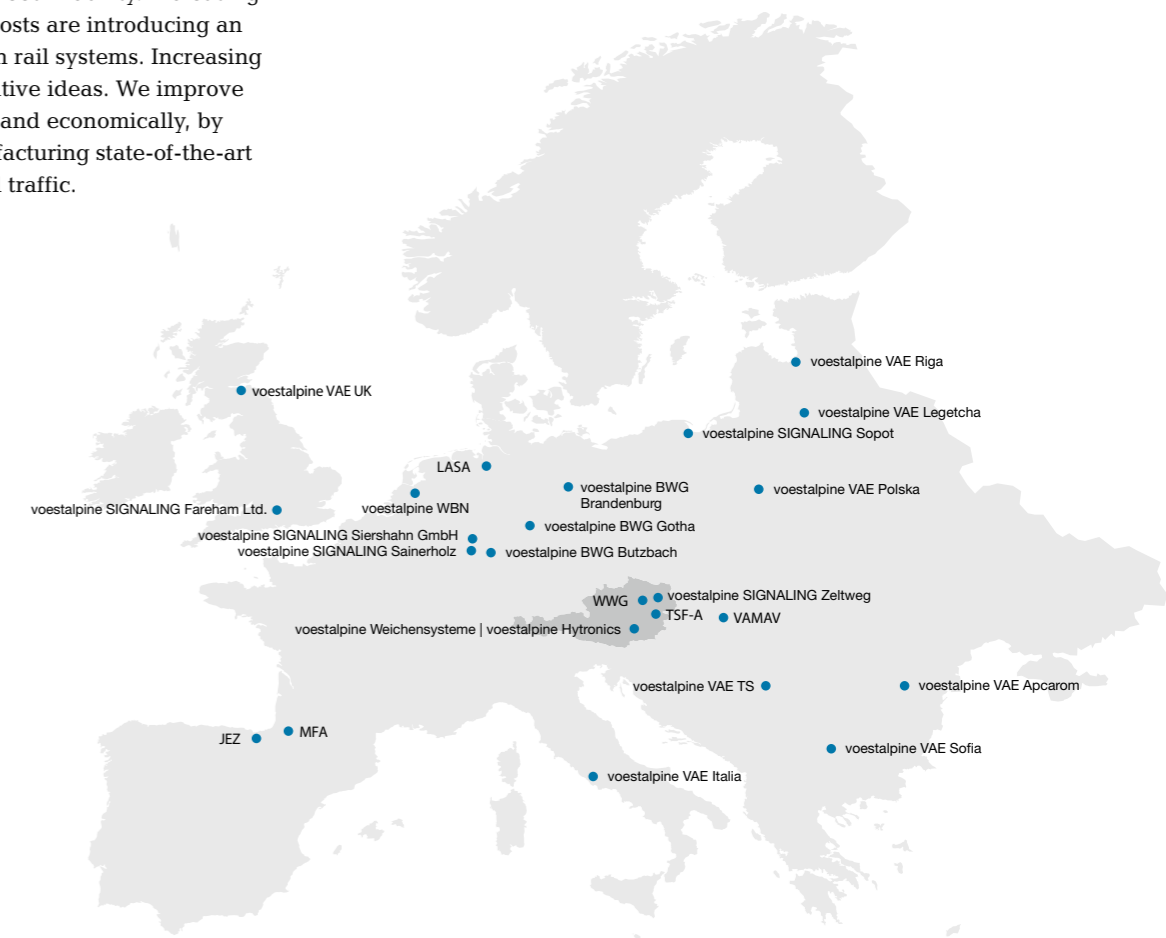 osts are introducing an
rail systems. Increasing
ideas. We improve
and economically, by
state-of-the-art
traffic.
voestalpine VAE Riga
voestalpine VAE UK
voestalpine VAE Legetcha
voestalpine SIGNALING Sopot
LASA
voestalpine BWG
Brandenburg
voestalpine VAE Polska
voestalpine WBN
voestalpine SIGNALING Fareham Ltd.
voestalpine BWG Gotha
voestalpine SIGNALING Siershahn GmbH
voestalpine SIGNALING Sainerholz
voestalpine BWG Butzbach
WWG
voestalpine SIGNALING Zeltweg
TSF-A
VAMAV
voestalpine Weichensysteme | voestalpine Hytronics
voestalpine VAE TS
voestalpine VAE Apcarom
JEZ
MFA
voestalpine VAE Sofia
voestalpine VAE Italia